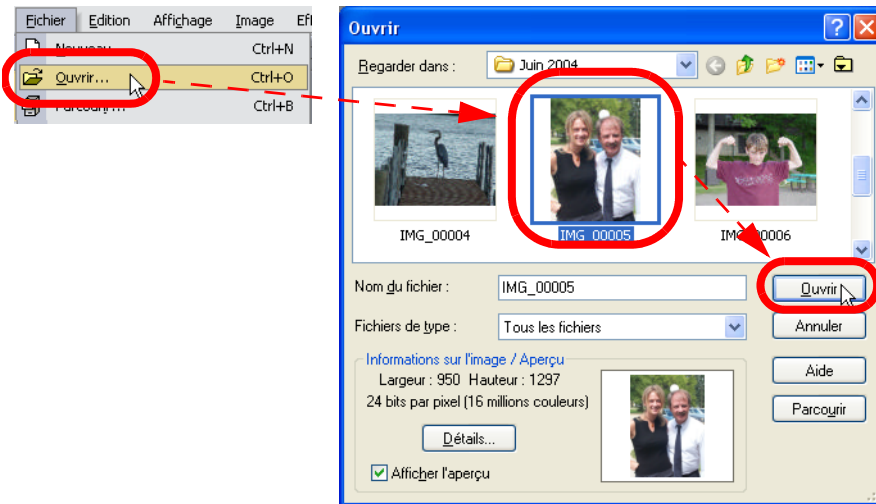 Fichier Edition Affichage Image
Ctrl+N
Ouvrir... Ctrl+O
Ctrl+B
Ouvrir
Regarder dans : Juin 2004
IMG_00004 IMG_00005 IMG_00006
Nom du fichier : IMG_00005 Ouvrir
Fichiers de type : Tous les fichiers Annuler
Informations sur l'image / Aperçu
Largeur : 950 Hauteur : 1297
24 bits par pixel (16 millions couleurs)
Détails...
Afficher l'aperçu
Aide
Parcourir